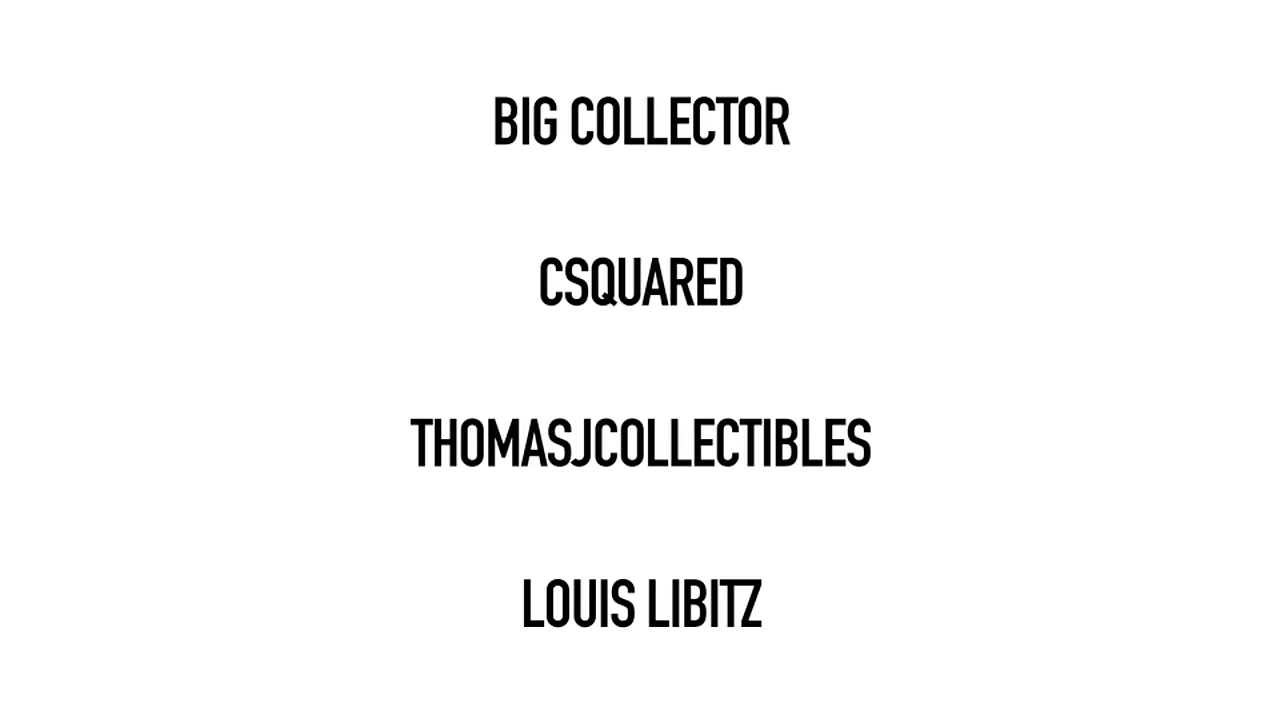 BIG COLLECTOR
CSQUARED
THOMASJCOLLECTIBLES
LOUIS LIBITZ